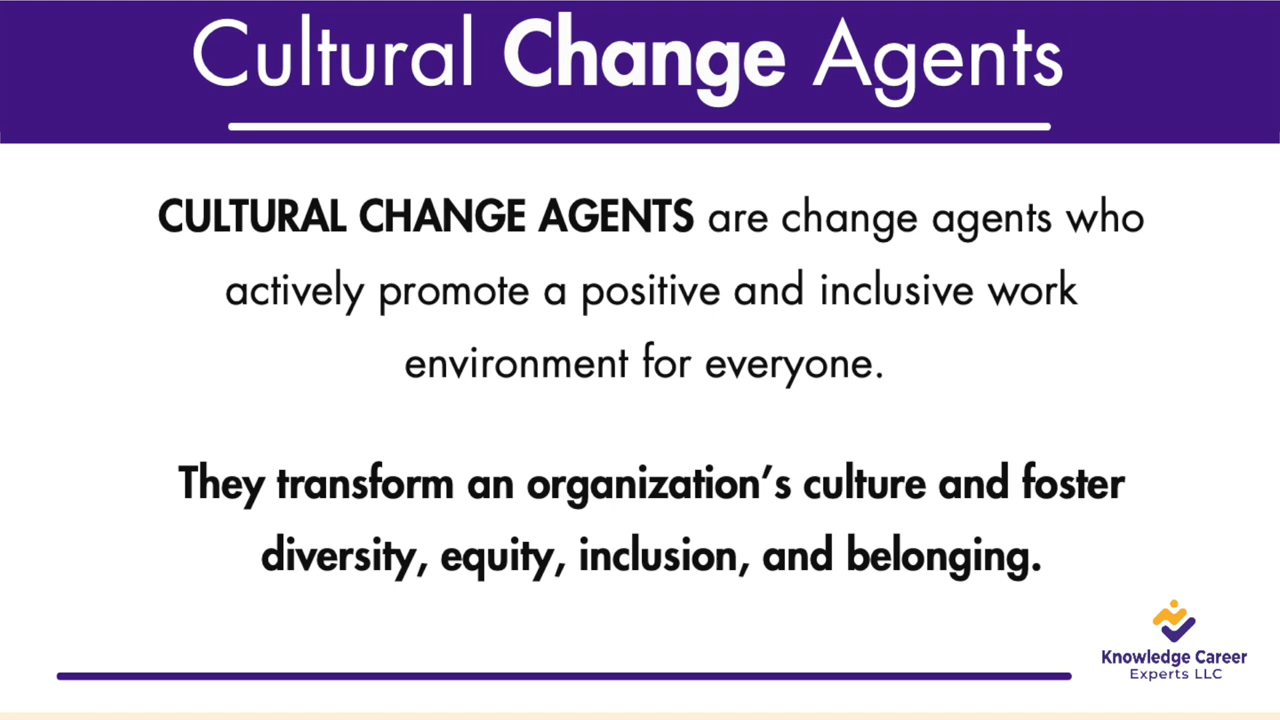 Cultural Change Agents
CULTURAL CHANGE AGENTS are change agents who
actively promote a positive and inclusive work
environment for everyone.
They transform an organization’s culture and foster
diversity, equity, inclusion, and belonging.
Knowledge Career
Experts LLC